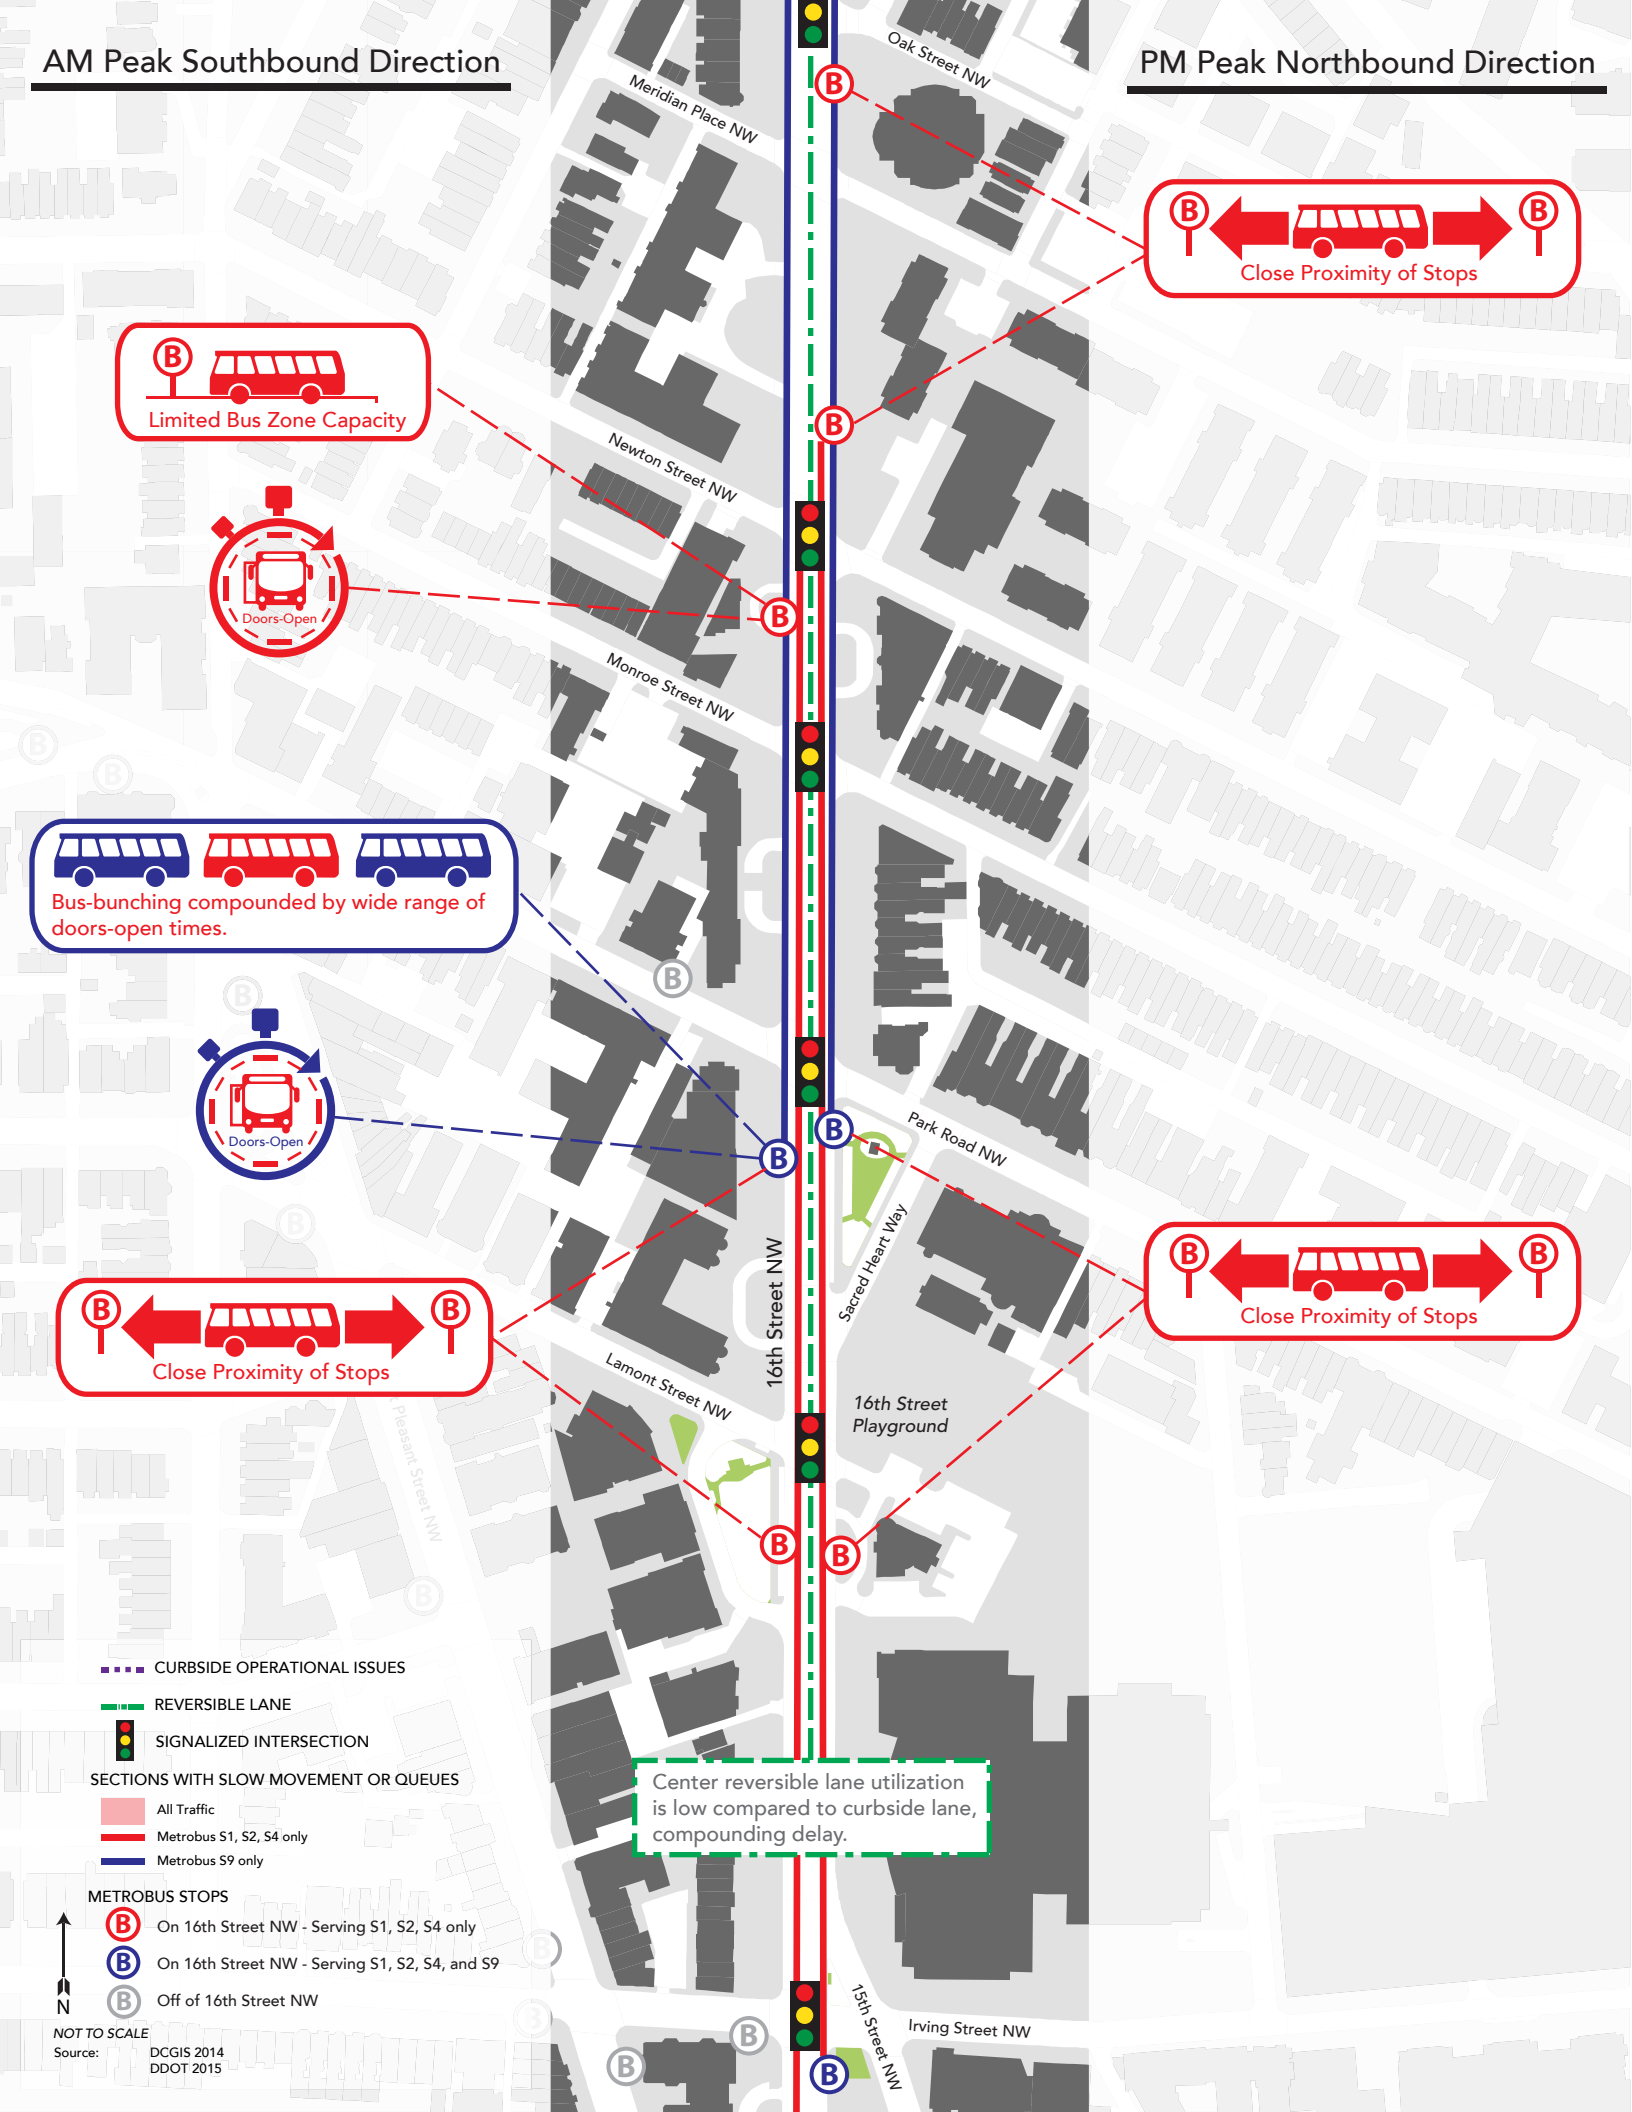 AM Peak Southbound Direction
PM Peak Northbound Direction
Oak Street NW
Meridian Place NW
B
B
B
Close Proximity of Stops
B
Limited Bus Zone Capacity
B
Newton Street NW
Doors-Open
B
Monroe Street NW
B
B
Bus-bunching compounded by wide range of
doors-open times.
B
B
Doors-Open
B
B
Park Road NW
B
Sacred Heart Way
16th Street NW
B
B
Close Proximity of Stops
B
B
Close Proximity of Stops
Lamont Street NW
16th Street
Playground
Pleasant Street NW
B
B
B
CURBSIDE OPERATIONAL ISSUES
REVERSIBLE LANE
SIGNALIZED INTERSECTION
SECTIONS WITH SLOW MOVEMENT OR QUEUES
All Traffic
Metrobus S1, S2, S4 only
Metrobus S9 only
Center reversible lane utilization
is low compared to curbside lane,
compounding delay.
METROBUS STOPS
B On 16th Street NW - Serving S1, S2, S4 only
B On 16th Street NW - Serving S1, S2, S4, and S9
B Off of 16th Street NW
N
NOT TO SCALE
Source: DCGIS 2014
DDOT 2015
B
B
B
B
B
15th Street NW
Irving Street NW